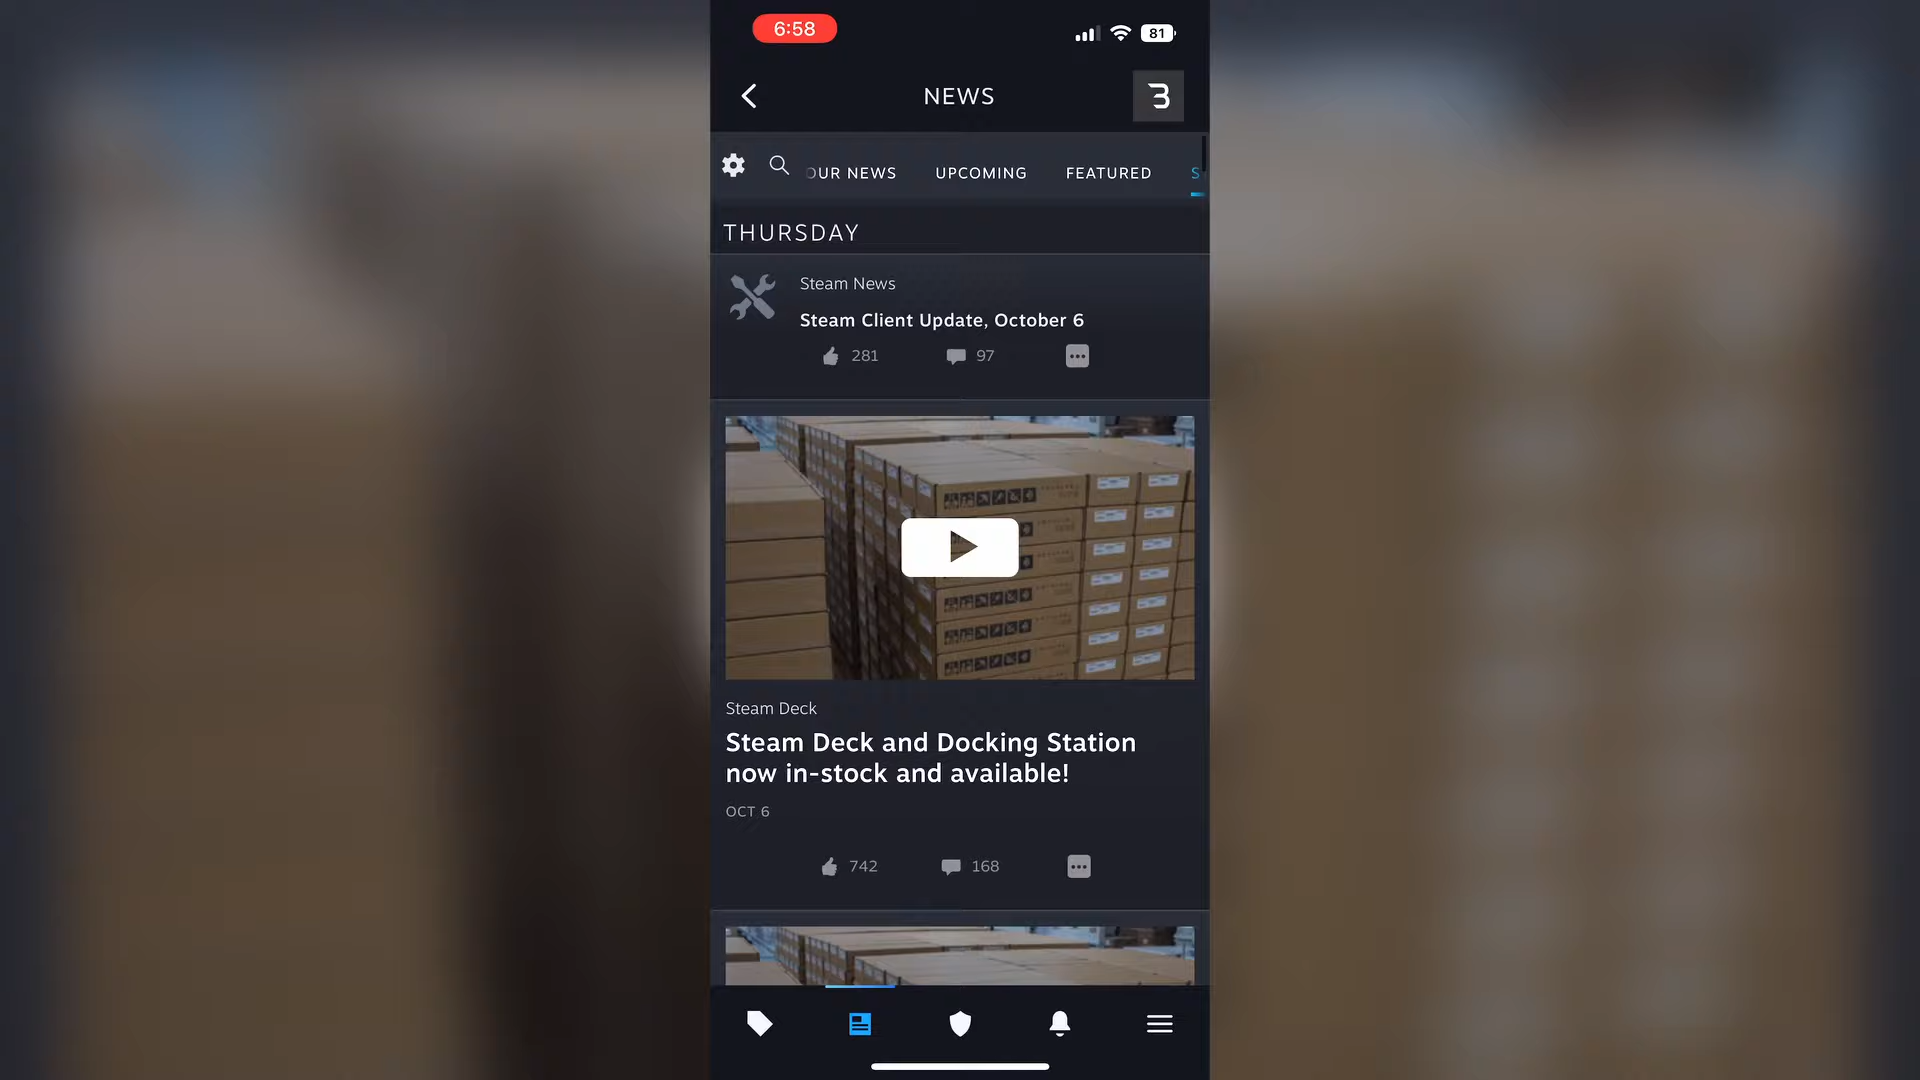 6:58
81
NEWS
OUR NEWS
UPCOMING
FEATURED
S
THURSDAY
Steam News
Steam Client Update, October 6
281
97
Steam Deck
Steam Deck and Docking Station
now in-stock and available!
OCT 6
742
168